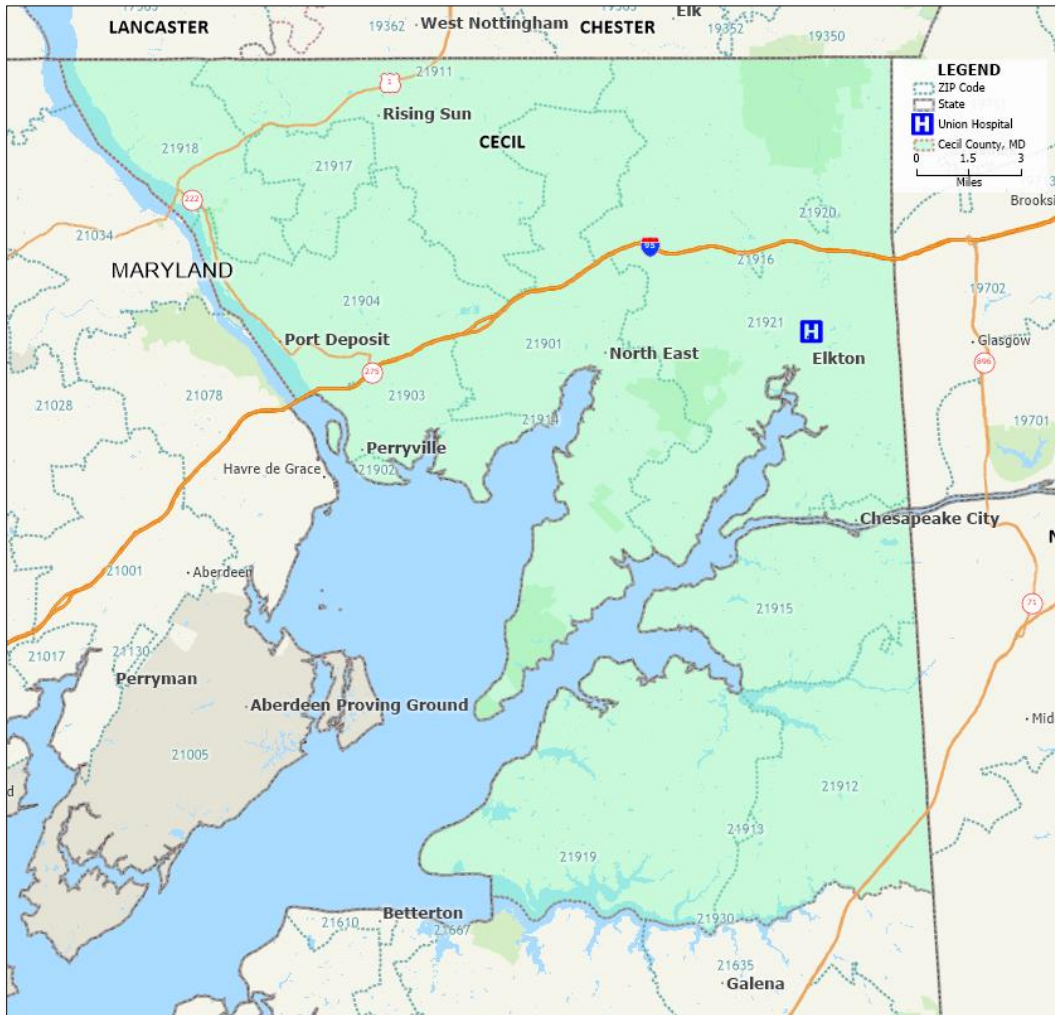 LANCASTER
19362
West Nottingham
CHESTER
Elk
19352
19350
21911
1
Rising Sun
CECIL
21918
21917
222
21034
MARYLAND
21920
95
21916
LEGEND
ZIP Code
State
H Union Hospital
Cecil County, MD
0 1.5 3
Miles
Brooksi
19702
21904
Port Deposit
275
21901
North East
21921
H
Elkton
Glasgow
896
21028
21078
21903
21914
19701
Perryville
21902
Havre de Grace
Chesapeake City
N
21001
Aberdeen
71
21915
21017
21130
Perryman
Aberdeen Proving Ground
Mid
21005
d
21912
21913
21919
Betterton
21610
21667
21930
21635
Galena